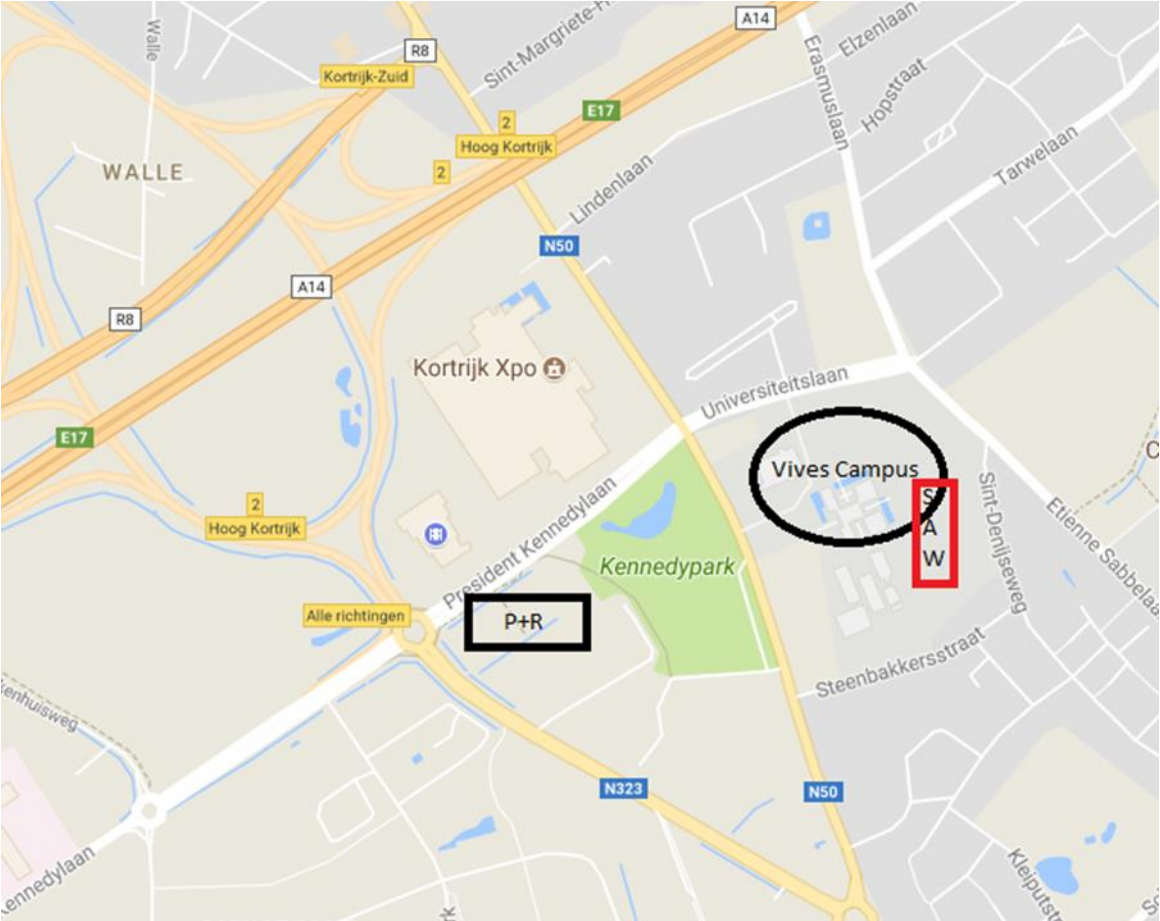 A14
Walle
R8
Sint-Margriete-H
Elzenlaan
Erasmuslaan
Kortrijk-Zuid
Hopstraat
E17
2
Hoog Kortrijk
2
WALLE
Tarwelaan
Lindenlaan
N50
A14
R8
Kortrijk Xpo
Universiteitslaan
E17
Vives Campus
S
A
W
2
Hoog Kortrijk
President Kennedylaan
Kennedypark
Sint-Denijseweg
Etienne Sabbelaa
C
Alle richtingen
P+R
Steenbakkersstraat
enhuisweg
N323
N50
Kennedylaan
Kleiputst
rk